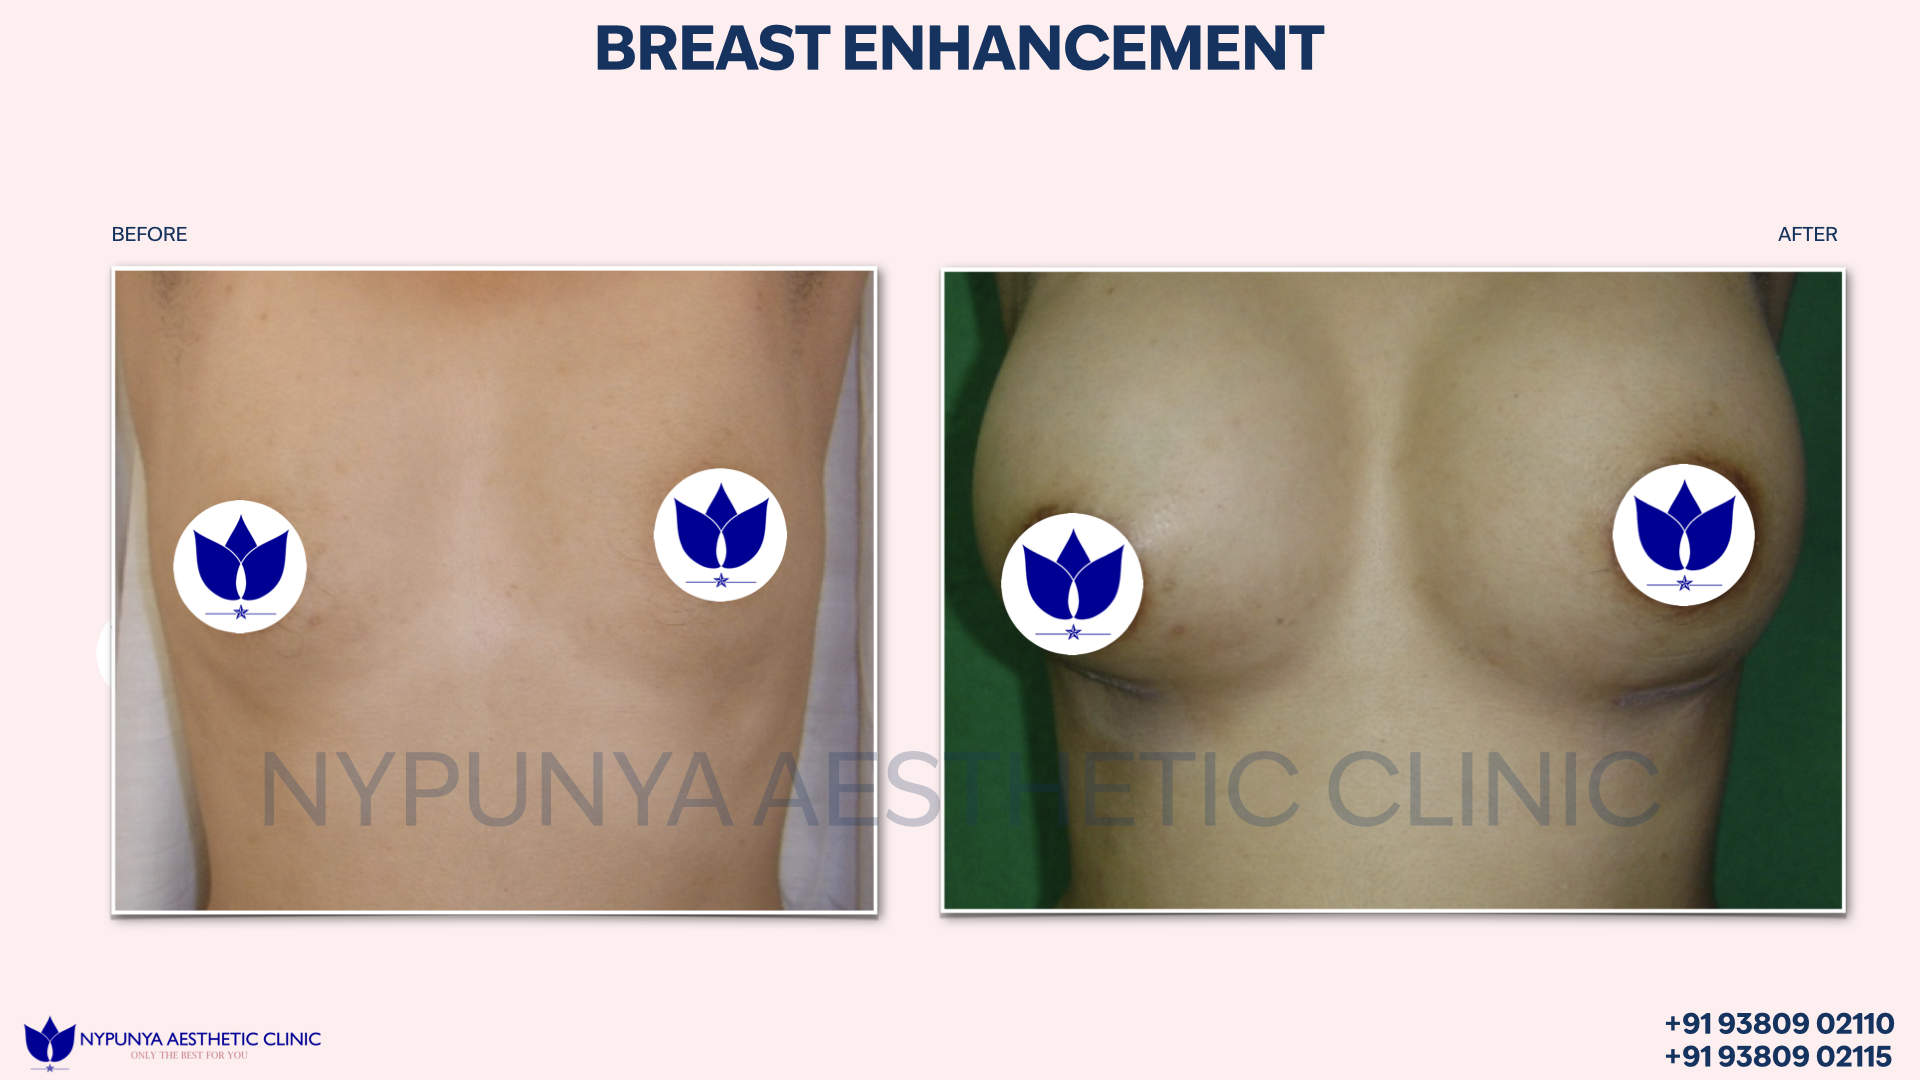 BREAST ENHANCEMENT
BEFORE
AFTER
NYPUNYA AESTHETIC CLINIC
NYPUNYA AESTHETIC CLINIC
ONLY THE BEST FOR YOU
+91 93809 02110
+91 93809 02115